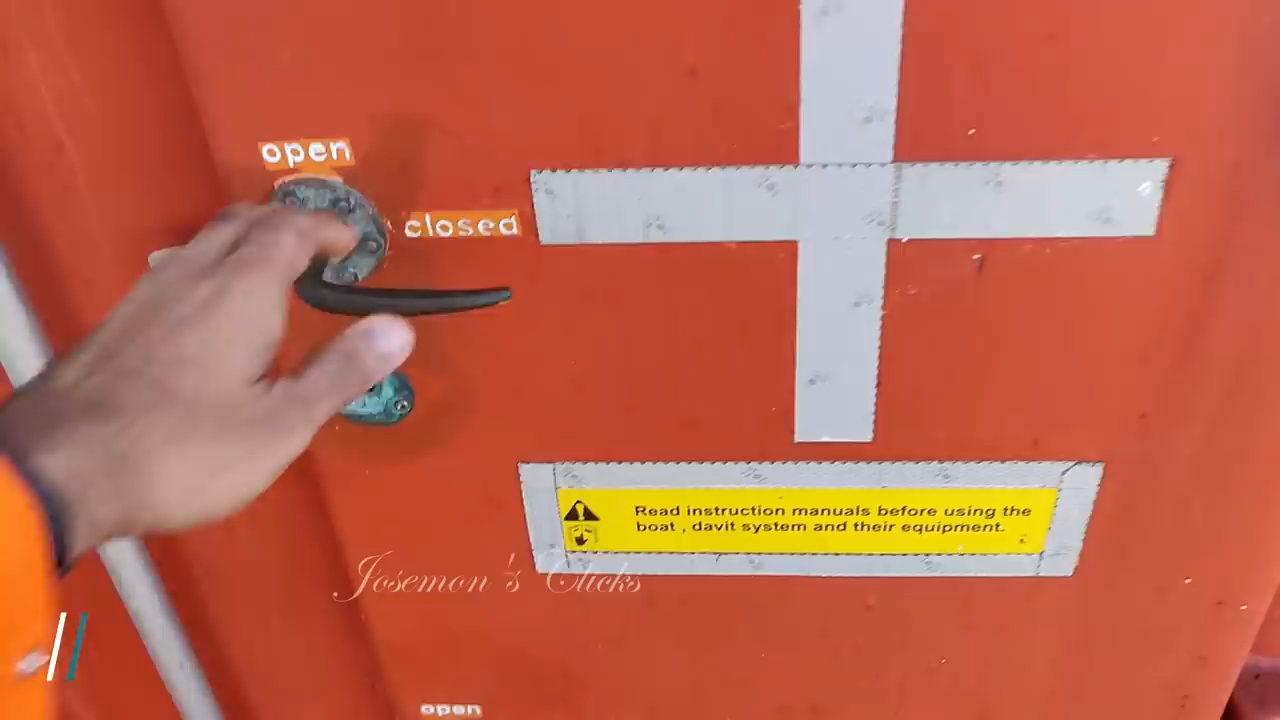 open
closed
Read instruction manuals before using the
boat , davit system and their equipment.
Josemon's Clicks
open